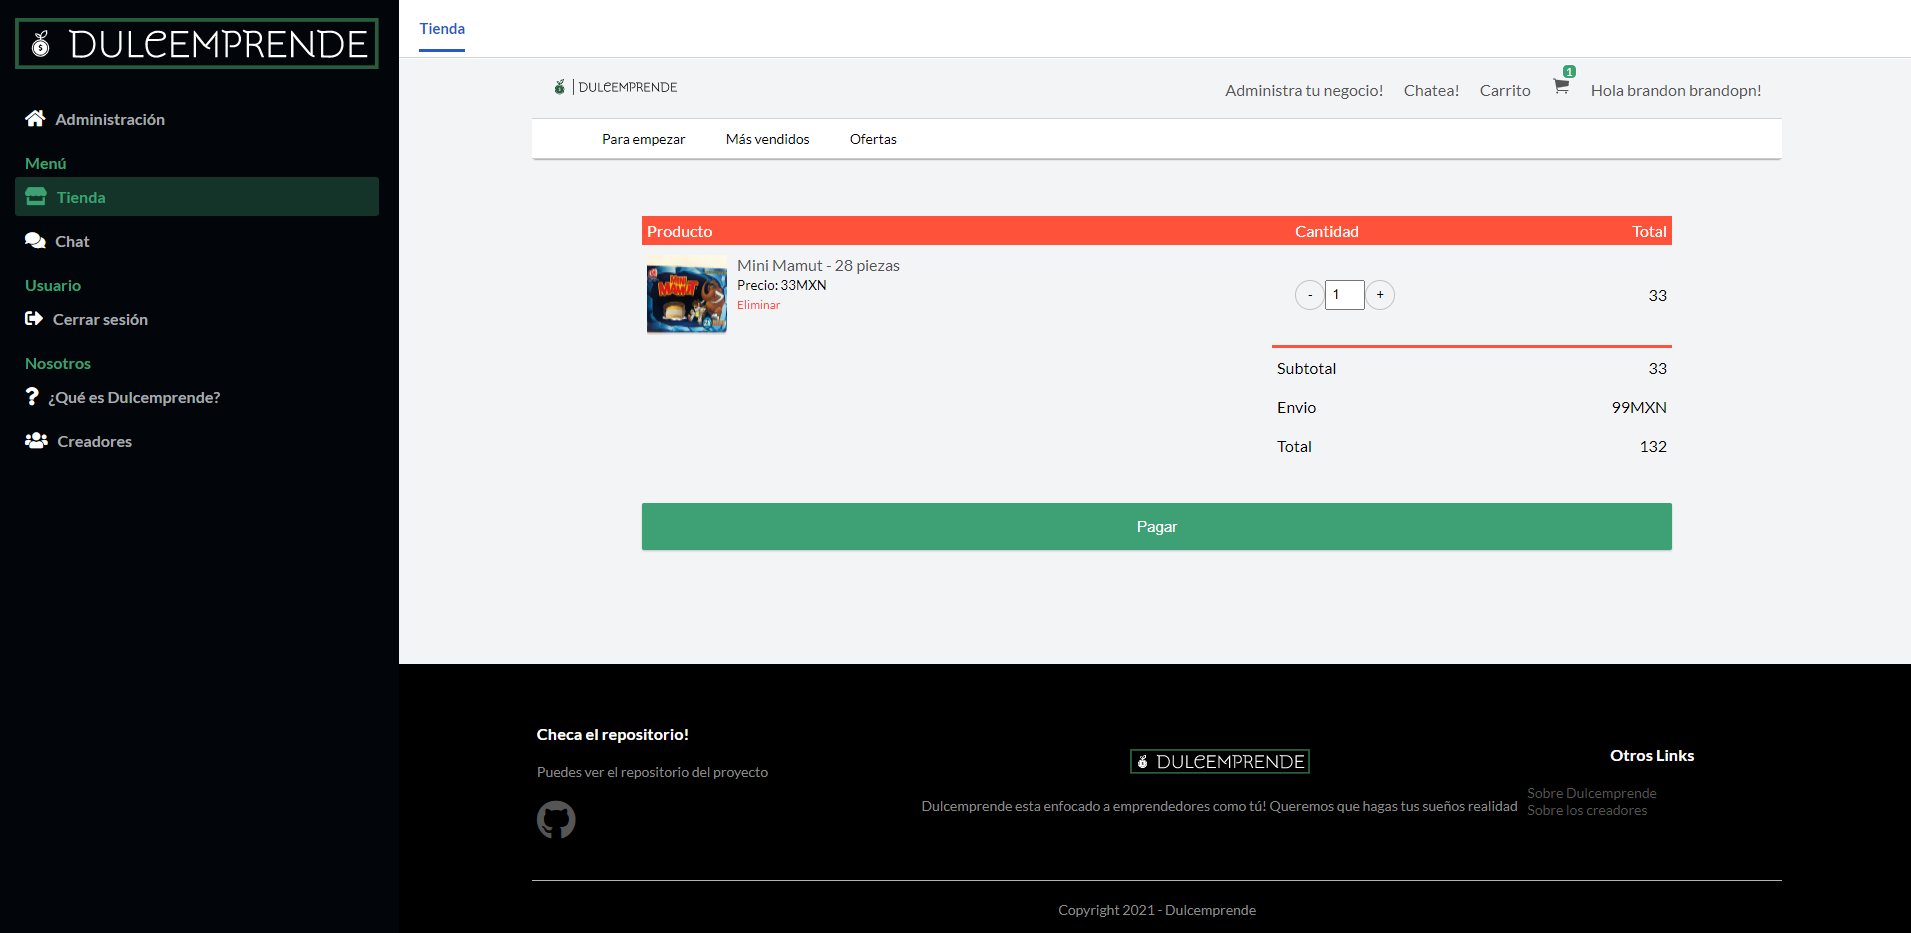 DULCEMPRENDE
Administración
Menú
Tienda
Chat
Usuario
Cerrar sesión
Nosotros
¿Qué es Dulcemprende?
Creadores
Tienda
DULCEMPRENDE
Administra tu negocio!
Chatea!
Carrito
1
Hola brandon brandopn!
Para empezar
Más vendidos
Ofertas
Producto
Cantidad
Total
MINI
MAMUT
Mini Mamut - 28 piezas
Precio: 33MXN
Eliminar
-
1
+
33
Subtotal
33
Envio
99MXN
Total
132
Pagar
Checa el repositorio!
Puedes ver el repositorio del proyecto
DULCEMPRENDE
Dulcemprende esta enfocado a emprendedores como tú! Queremos que hagas tus sueños realidad
Otros Links
Sobre Dulcemprende
Sobre los creadores
Copyright 2021 - Dulcemprende